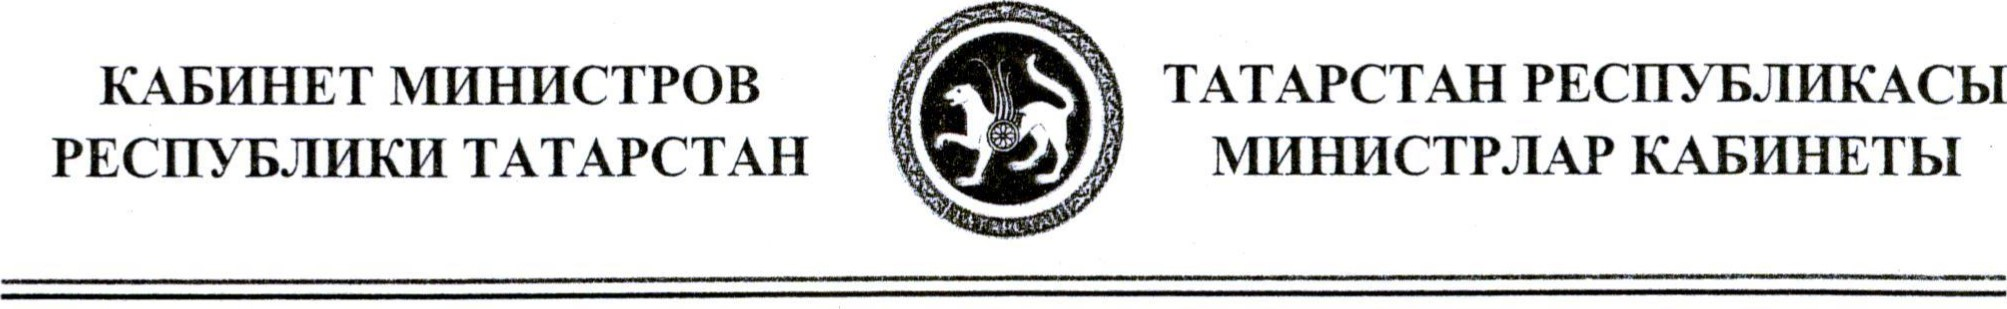 КАБИНЕТ МИНИСТРОВ
РЕСПУБЛИКИ ТАТАРСТАН
ТАТАРСТАН РЕСПУБЛИКАСЫ
МИНИСТРЛАР КАБИНЕТЫ